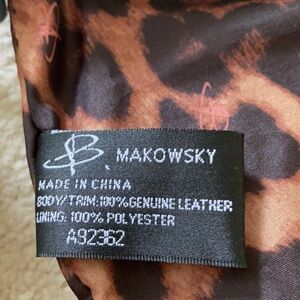 B. MAKOWSKY
MADE IN CHINA
BODY/TRIM:100%GENUINE LEATHER
LINING: 100% POLYESTER
A92362